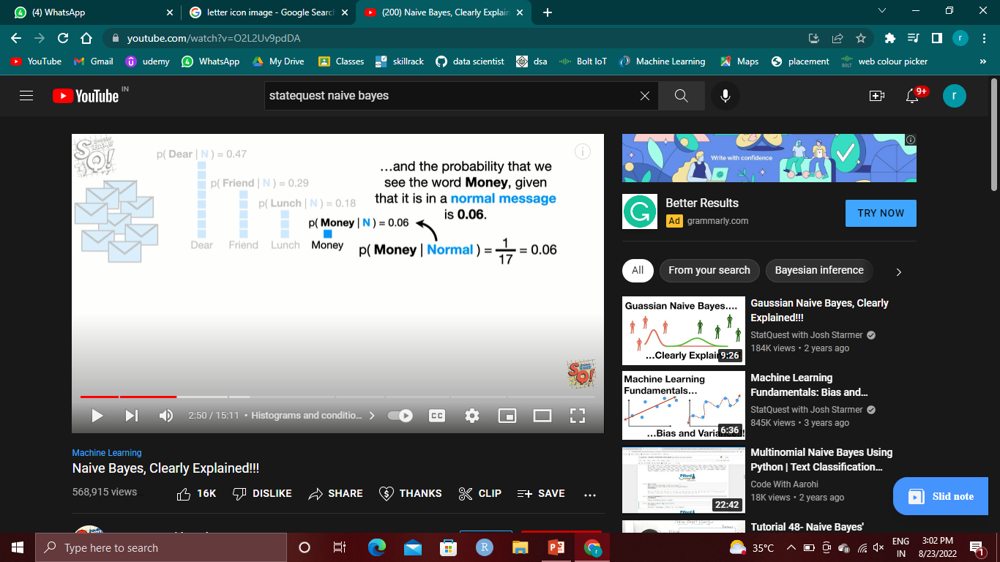 (4) WhatsApp
letter icon image - Google Search
(200) Naive Bayes, Clearly Explain
youtube.com/watch?v=O2L2Uv9pdDA
r
YouTube
Gmail
udemy
WhatsApp
My Drive
Classes
skillrack
data scientist
dsa
Bolt IoT
Machine Learning
Maps
placement
BOLT
web colour picker
»
YouTube IN
statequest naive bayes
9+
r
SQ!
p( Dear | N ) = 0.47
p( Friend | N ) = 0.29
p( Lunch | N ) = 0.18
p( Money | N ) = 0.06
Dear
Friend
Lunch
Money
…and the probability that we
see the word Money, given
that it is in a normal message
is 0.06.
p( Money | Normal ) = 1/17 = 0.06
SQ!
2:50 / 15:11 • Histograms and conditio...
CC
Machine Learning
Naive Bayes, Clearly Explained!!!
568,915 views
16K
DISLIKE
SHARE
THANKS
CLIP
SAVE
Write with confidence
Better Results
Ad grammarly.com
TRY NOW
All
From your search
Bayesian inference
Guassian Naive Bayes….
…Clearly Explain
9:26
Gaussian Naive Bayes, Clearly
Explained!!!
StatQuest with Josh Starmer
184K views • 2 years ago
Machine Learning
Fundamentals…
…Bias and Variance!!!
6:36
Machine Learning
Fundamentals: Bias and...
StatQuest with Josh Starmer
845K views • 3 years ago
22:42
Multinomial Naive Bayes Using
Python | Text Classification...
Code With Aarohi
18K views • 2 years ago
Slid note
Tutorial 48- Naive Bayes'
Type here to search
R
r
35°C
ENG
IN
3:02 PM
8/23/2022
1